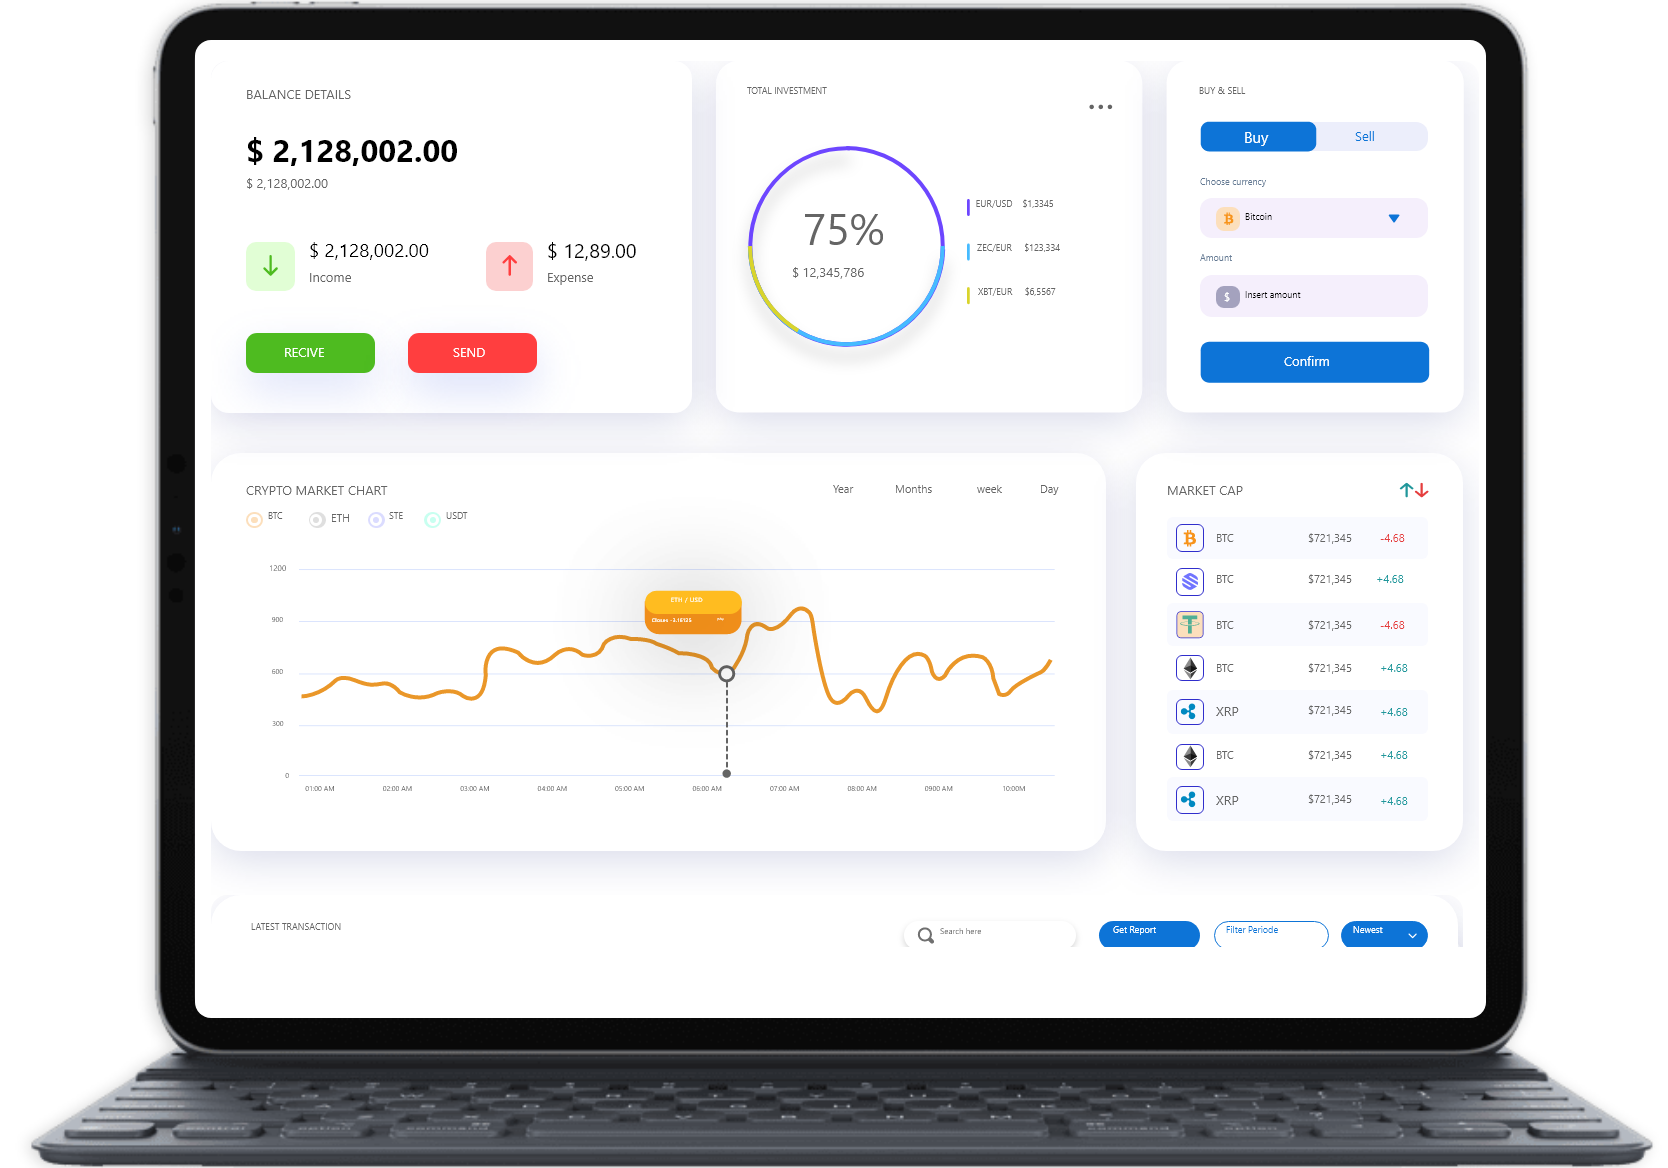 BALANCE DETAILS
$ 2,128,002.00
$ 2,128,002.00
$ 2,128,002.00
Income
$ 12,89.00
Expense
RECIVE
SEND
TOTAL INVESTMENT
75%
$ 12,345,786
EUR/USD $1,3345
ZEC/EUR $123,334
XBT/EUR $6,5567
BUY & SELL
Buy
Sell
Choose currency
Bitcoin
Amount
$ Insert amount
Confirm
CRYPTO MARKET CHART
Year Months week Day
BTC ETH STE USDT
1200
900
600
300
0
ETH / USD
01:00 AM 02:00 AM 03:00 AM 04:00 AM 05:00 AM 06:00 AM 07:00 AM 08:00 AM 09:00 AM 10:00M
MARKET CAP
BTC $721,345 -4.68
BTC $721,345 +4.68
BTC $721,345 -4.68
BTC $721,345 +4.68
XRP $721,345 +4.68
BTC $721,345 +4.68
XRP $721,345 +4.68
LATEST TRANSACTION
Search here
Get Report
Filter Periode
Newest